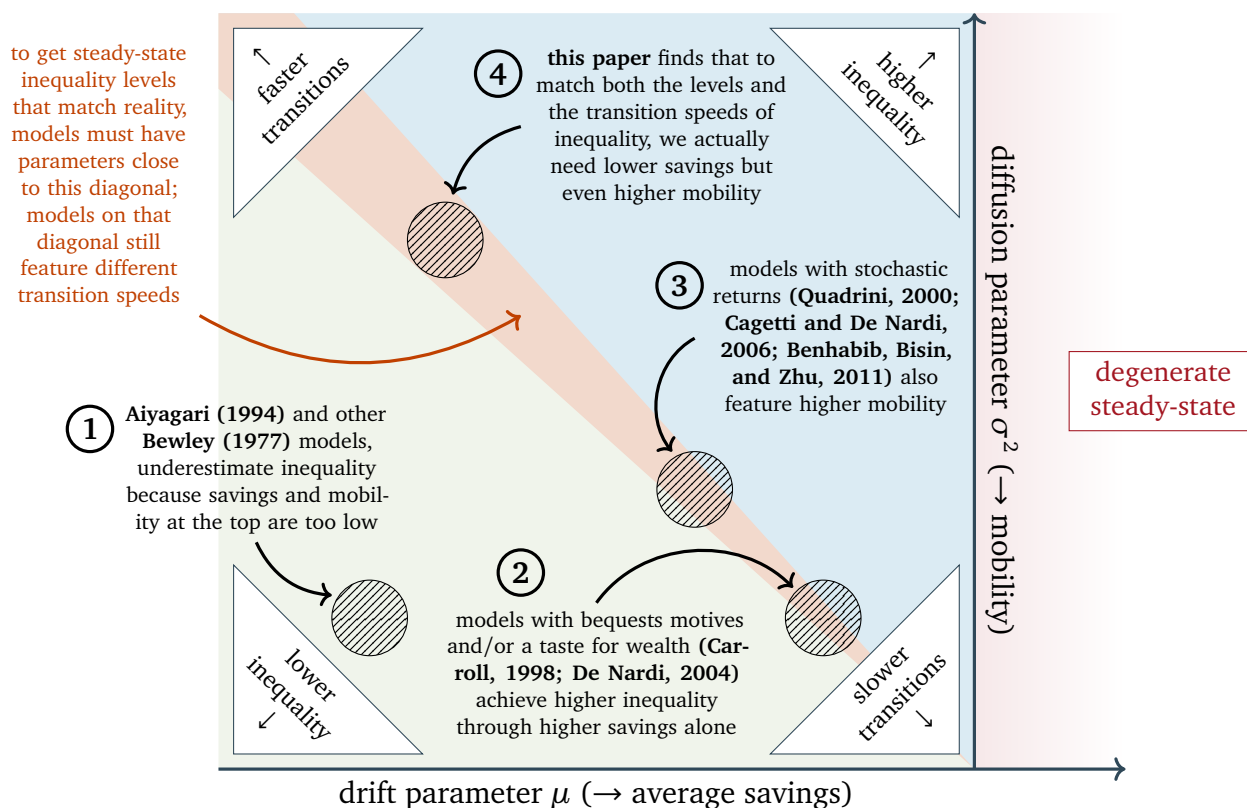 to get steady-state
inequality levels
that match reality,
models must have
parameters close
to this diagonal;
models on that
diagonal still
feature different
transition speeds
↑
faster
transitions
4
this paper finds that to
match both the levels and
the transition speeds of
inequality, we actually
need lower savings but
even higher mobility
↑
higher
inequality
3
models with stochastic
returns (Quadrini, 2000;
Cagetti and De Nardi,
2006; Benhabib, Bisin,
and Zhu, 2011) also
feature higher mobility
diffusion parameter σ² (→ mobility)
degenerate
steady-state
1
Aiyagari (1994) and other
Bewley (1977) models,
underestimate inequality
because savings and mobil-
ity at the top are too low
2
models with bequests motives
and/or a taste for wealth (Car-
roll, 1998; De Nardi, 2004)
achieve higher inequality
through higher savings alone
lower
inequality
↓
slower
transitions
↓
drift parameter μ (→ average savings)